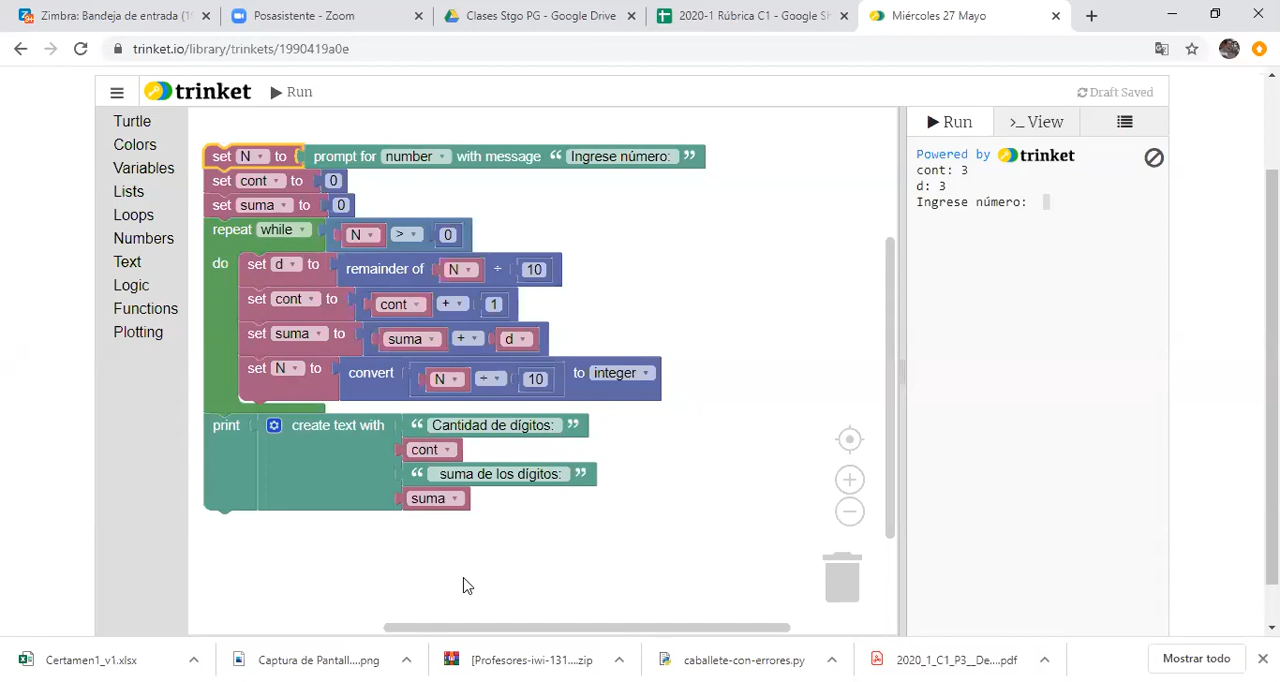 Zimbra: Bandeja de entrada (1
Posasistente - Zoom
Clases Stgo PG - Google Drive
2020-1 Rúbrica C1 - Google Sh
Miércoles 27 Mayo
trinket.io/library/trinkets/1990419a0e
trinket
Run
Draft Saved
Turtle
Colors
Variables
Lists
Loops
Numbers
Text
Logic
Functions
Plotting
set N to prompt for number with message “ Ingrese número: ”
set cont to 0
set suma to 0
repeat while N > 0
do set d to remainder of N ÷ 10
set cont to cont + 1
set suma to suma + d
set N to convert N ÷ 10 to integer
print create text with “ Cantidad de dígitos: ”
cont
“ suma de los dígitos: ”
suma
Run
>_ View
Powered by trinket
cont: 3
d: 3
Ingrese número:
Certamen1_v1.xlsx
Captura de Pantall....png
[Profesores-iwi-131....zip
caballete-con-errores.py
2020_1_C1_P3__De....pdf
Mostrar todo